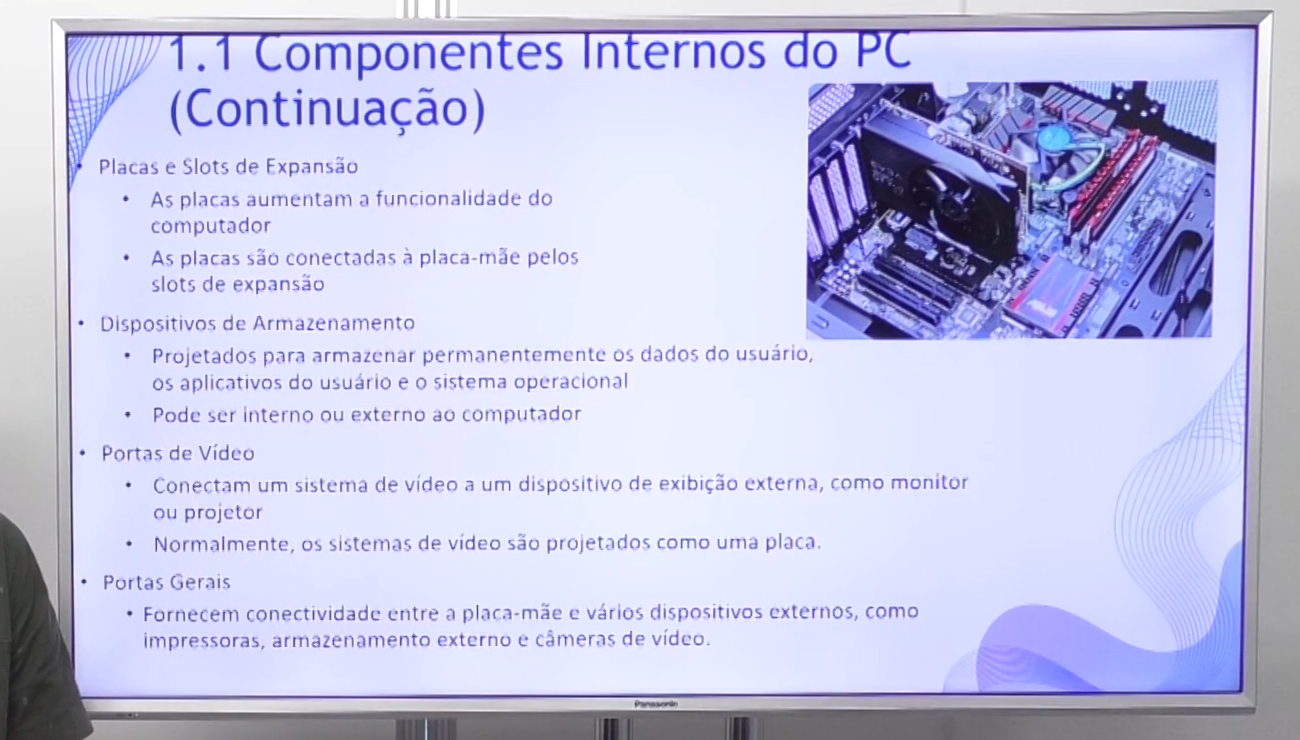 1.1 Componentes Internos do PC
(Continuação)
• Placas e Slots de Expansão
• As placas aumentam a funcionalidade do
computador
• As placas são conectadas à placa-mãe pelos
slots de expansão
• Dispositivos de Armazenamento
• Projetados para armazenar permanentemente os dados do usuário,
os aplicativos do usuário e o sistema operacional
• Pode ser interno ou externo ao computador
• Portas de Vídeo
• Conectam um sistema de vídeo a um dispositivo de exibição externa, como monitor
ou projetor
• Normalmente, os sistemas de vídeo são projetados como uma placa.
• Portas Gerais
• Fornecem conectividade entre a placa-mãe e vários dispositivos externos, como
impressoras, armazenamento externo e câmeras de vídeo.
Panasonic